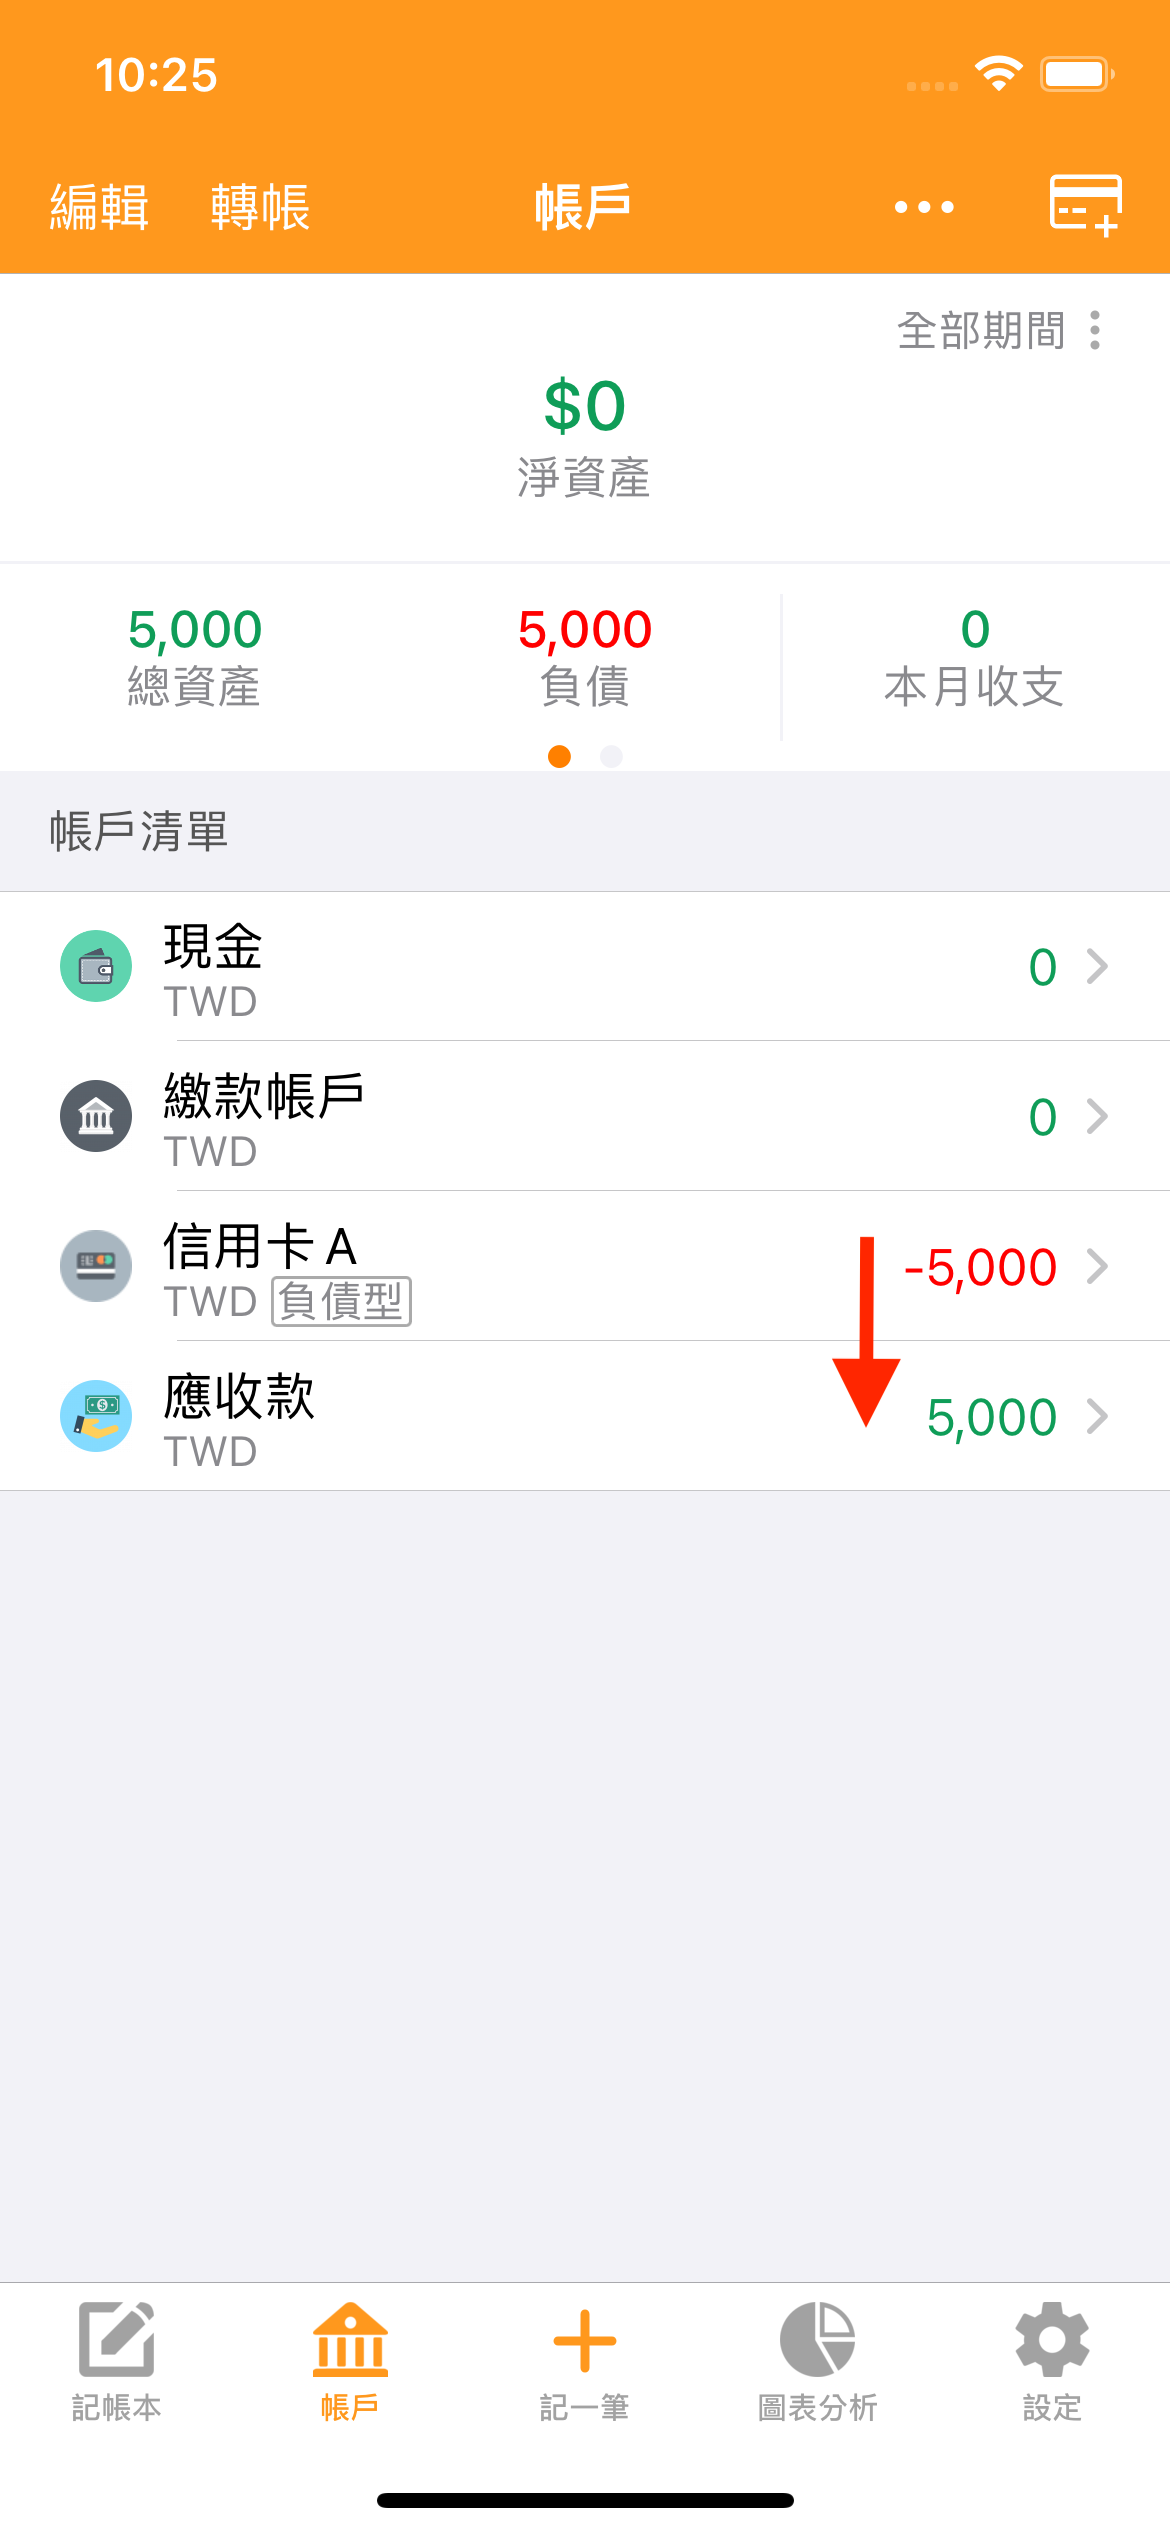 10:25
編輯 轉帳 帳戶
全部期間
$0
淨資產
5,000 5,000 0
總資產 負債 本月收支
帳戶清單
現金
TWD
0
繳款帳戶
TWD
0
信用卡 A
TWD 負債型
-5,000
應收款
TWD
5,000
記帳本 帳戶 記一筆 圖表分析 設定